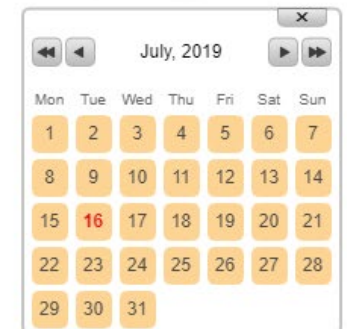 x
July, 2019
Mon Tue Wed Thu Fri Sat Sun
1 2 3 4 5 6 7
8 9 10 11 12 13 14
15 16 17 18 19 20 21
22 23 24 25 26 27 28
29 30 31